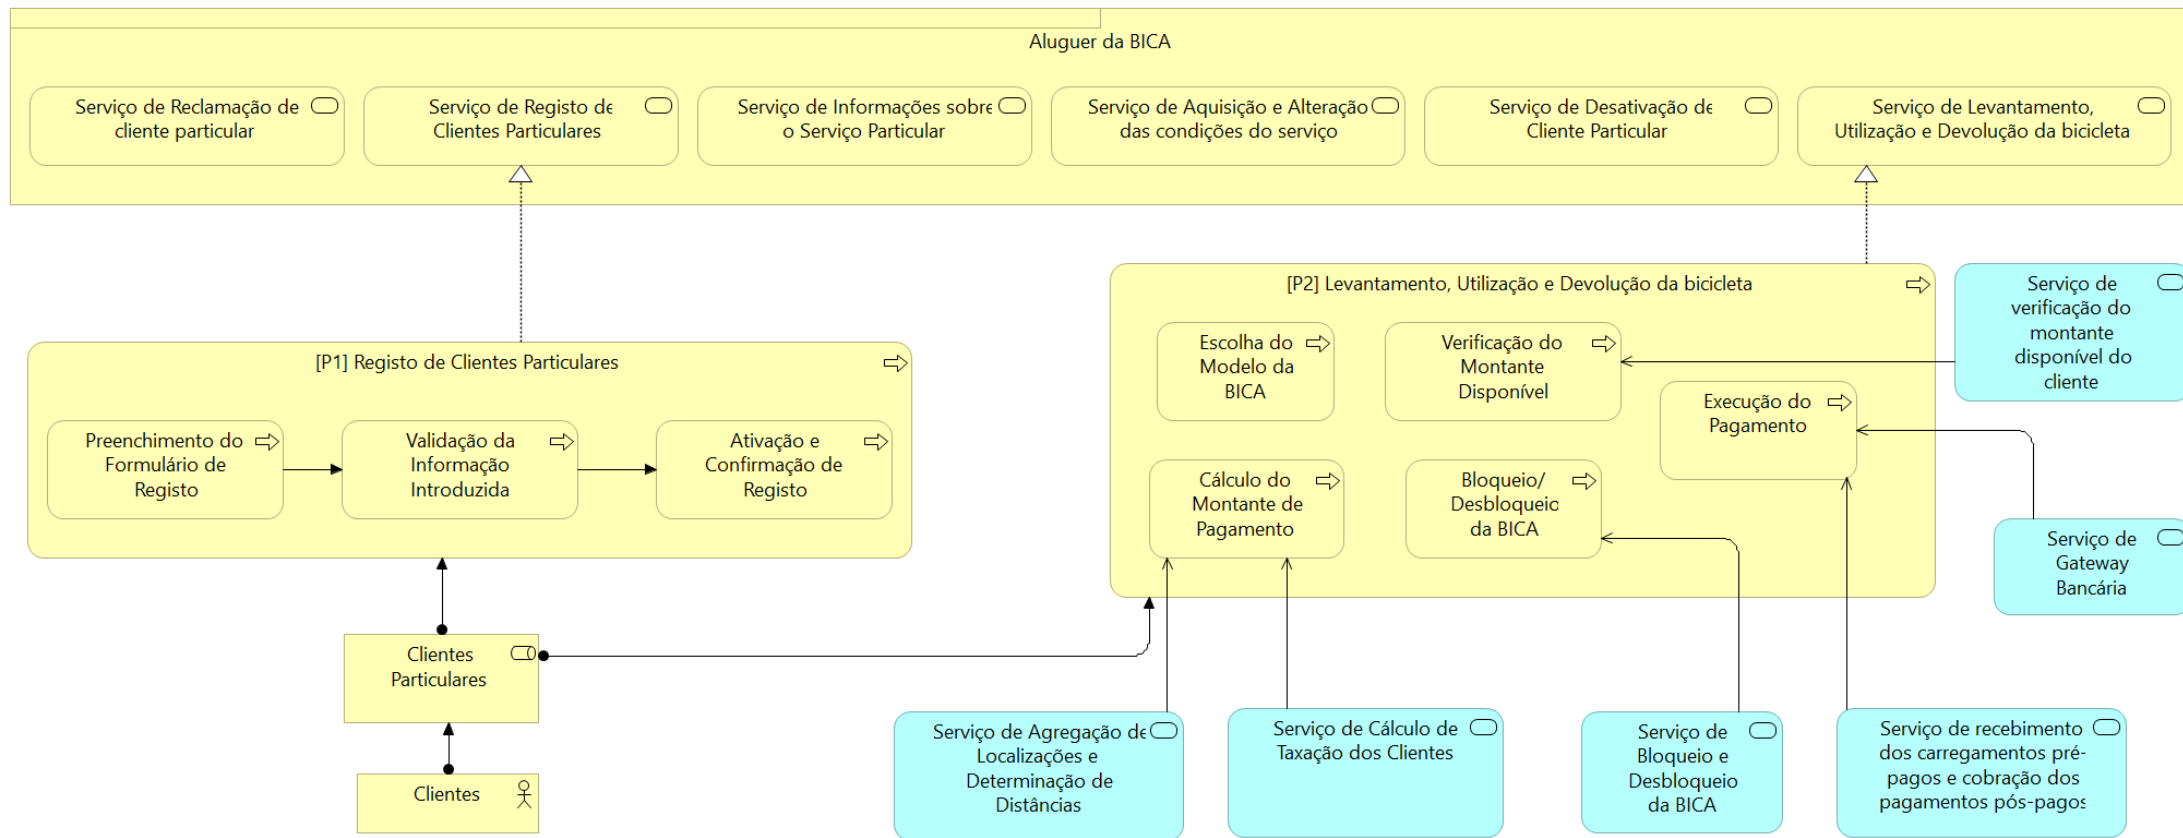 Aluguer da BICA
Serviço de Reclamação de
cliente particular
Serviço de Registo de
Clientes Particulares
Serviço de Informações sobre
o Serviço Particular
Serviço de Aquisição e Alteração
das condições do serviço
Serviço de Desativação de
Cliente Particular
Serviço de Levantamento,
Utilização e Devolução da bicicleta
[P1] Registo de Clientes Particulares
Preenchimento do
Formulário de
Registo
Validação da
Informação
Introduzida
Ativação e
Confirmação de
Registo
[P2] Levantamento, Utilização e Devolução da bicicleta
Escolha do
Modelo da
BICA
Verificação do
Montante
Disponível
Execução do
Pagamento
Cálculo do
Montante de
Pagamento
Bloqueio/
Desbloqueio
da BICA
Serviço de
verificação do
montante
disponível do
cliente
Serviço de
Gateway
Bancária
Clientes
Particulares
Clientes
Serviço de Agregação de
Localizações e
Determinação de
Distâncias
Serviço de Cálculo de
Taxação dos Clientes
Serviço de
Bloqueio e
Desbloqueio
da BICA
Serviço de recebimento
dos carregamentos pré-
pagos e cobração dos
pagamentos pós-pagos